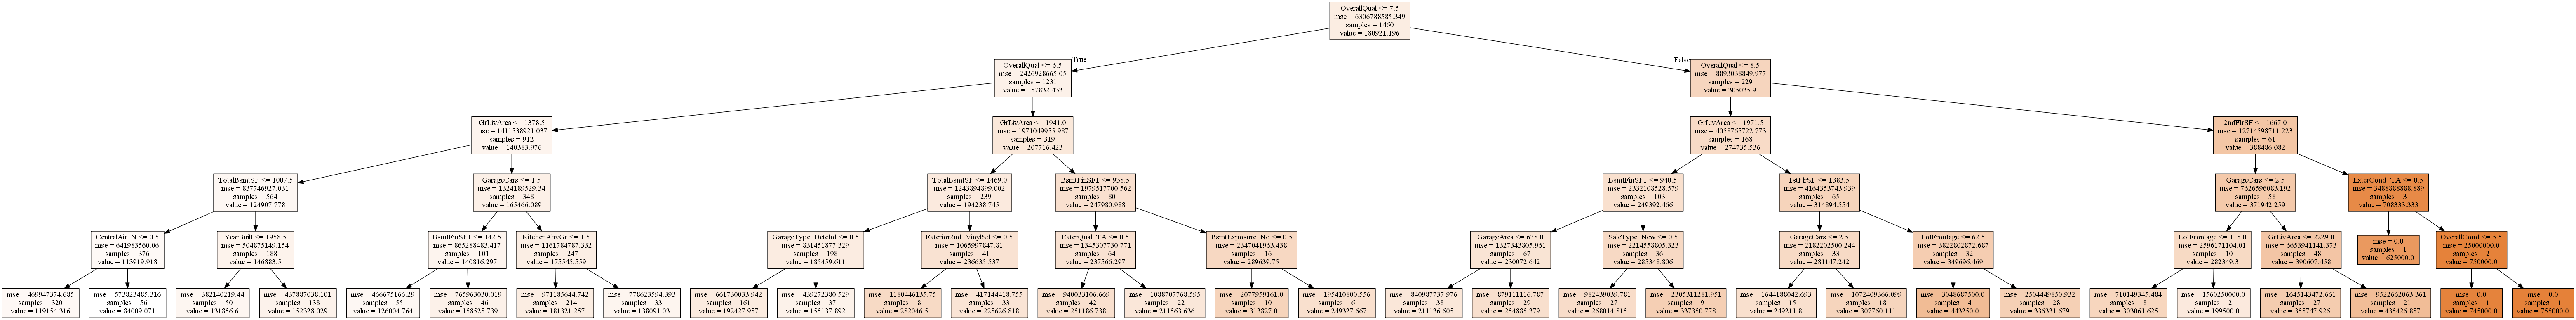 OverallQual <= 7.5
mse = 6306788585.349
samples = 1460
value = 180921.196
True
False
OverallQual <= 6.5
mse = 2426928665.05
samples = 1231
value = 157832.433
OverallQual <= 8.5
mse = 8893038849.977
samples = 229
value = 305035.9
GrLivArea <= 1378.5
mse = 1411538921.037
samples = 912
value = 140383.976
GrLivArea <= 1941.0
mse = 1971049955.987
samples = 319
value = 207716.423
GrLivArea <= 1971.5
mse = 4058765722.773
samples = 168
value = 274735.536
2ndFlrSF <= 1667.0
mse = 12714598711.223
samples = 61
value = 388486.082
TotalBsmtSF <= 1007.5
mse = 837746927.031
samples = 564
value = 124907.778
GarageCars <= 1.5
mse = 1324189529.34
samples = 348
value = 165466.089
TotalBsmtSF <= 1469.0
mse = 1243894899.002
samples = 239
value = 194238.745
BsmtFinSF1 <= 938.5
mse = 1979517700.562
samples = 80
value = 247980.988
BsmtFinSF1 <= 940.5
mse = 2332108528.579
samples = 103
value = 249392.466
1stFlrSF <= 1383.5
mse = 4164353743.939
samples = 65
value = 314894.554
GarageCars <= 2.5
mse = 7626596083.192
samples = 58
value = 371942.259
ExterCond_TA <= 0.5
mse = 3488888888.889
samples = 3
value = 708333.333
CentralAir_N <= 0.5
mse = 641983560.06
samples = 376
value = 113919.918
YearBuilt <= 1958.5
mse = 504875149.154
samples = 188
value = 146883.5
BsmtFinSF1 <= 142.5
mse = 865288483.417
samples = 101
value = 140816.297
KitchenAbvGr <= 1.5
mse = 1161784787.332
samples = 247
value = 175545.559
GarageType_Detchd <= 0.5
mse = 831451877.329
samples = 198
value = 185459.611
Exterior2nd_VinylSd <= 0.5
mse = 1065997847.81
samples = 41
value = 236635.537
ExterQual_TA <= 0.5
mse = 1345307730.771
samples = 64
value = 237566.297
BsmtExposure_No <= 0.5
mse = 2347041963.438
samples = 16
value = 289639.75
GarageArea <= 678.0
mse = 1327343805.961
samples = 67
value = 230072.642
SaleType_New <= 0.5
mse = 2214558805.323
samples = 36
value = 285348.806
GarageCars <= 2.5
mse = 2182202500.244
samples = 33
value = 281147.242
LotFrontage <= 62.5
mse = 3822802872.687
samples = 32
value = 349696.469
LotFrontage <= 115.0
mse = 2596171104.01
samples = 10
value = 282349.3
GrLivArea <= 2229.0
mse = 6653941141.373
samples = 48
value = 390607.458
mse = 0.0
samples = 1
value = 625000.0
OverallCond <= 5.5
mse = 25000000.0
samples = 2
value = 750000.0
mse = 469947374.685
samples = 320
value = 119154.316
mse = 573823485.316
samples = 56
value = 84009.071
mse = 382140219.44
samples = 50
value = 131856.6
mse = 437887038.101
samples = 138
value = 152328.029
mse = 466675166.29
samples = 55
value = 126004.764
mse = 765963030.019
samples = 46
value = 158525.739
mse = 971185644.742
samples = 214
value = 181321.257
mse = 778623594.393
samples = 33
value = 138091.03
mse = 661730033.942
samples = 161
value = 192427.957
mse = 439272380.529
samples = 37
value = 155137.892
mse = 1180446135.75
samples = 8
value = 282046.5
mse = 417144418.755
samples = 33
value = 225626.818
mse = 940033106.669
samples = 42
value = 251186.738
mse = 1088707768.595
samples = 22
value = 211563.636
mse = 2077959161.0
samples = 10
value = 313827.0
mse = 195410800.556
samples = 6
value = 249327.667
mse = 840987737.976
samples = 38
value = 211136.605
mse = 879111116.787
samples = 29
value = 254885.379
mse = 982439039.781
samples = 27
value = 268014.815
mse = 2305311281.951
samples = 9
value = 337350.778
mse = 1644188042.693
samples = 15
value = 249211.8
mse = 1072409366.099
samples = 18
value = 307760.111
mse = 3048687500.0
samples = 4
value = 443250.0
mse = 2504449850.932
samples = 28
value = 336331.679
mse = 710149345.484
samples = 8
value = 303061.625
mse = 1560250000.0
samples = 2
value = 199500.0
mse = 1645143472.661
samples = 27
value = 355747.926
mse = 9522662063.361
samples = 21
value = 435426.857
mse = 0.0
samples = 1
value = 745000.0
mse = 0.0
samples = 1
value = 755000.0